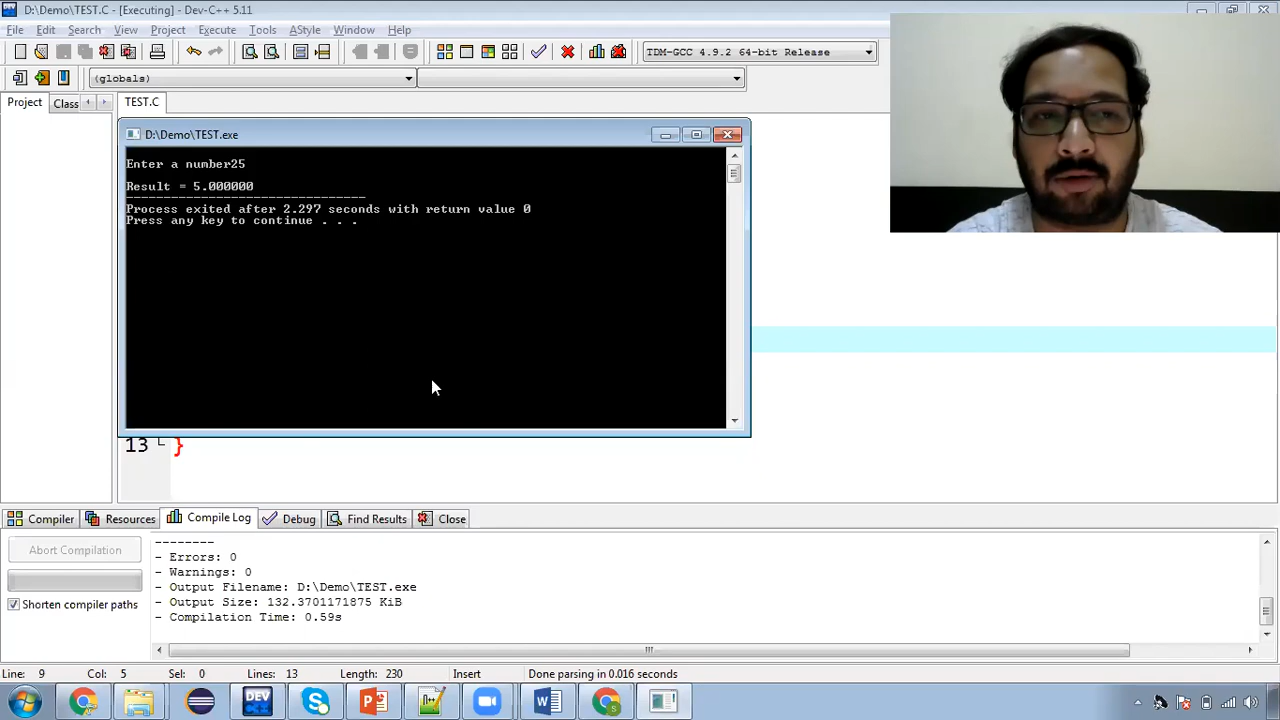 D:\Demo\TEST.C - [Executing] - Dev-C++ 5.11
File Edit Search View Project Execute Tools AStyle Window Help
TDM-GCC 4.9.2 64-bit Release
(globals)
Project Class TEST.C
D:\Demo\TEST.exe
Enter a number25
Result = 5.000000
--------------------------------
Process exited after 2.297 seconds with return value 0
Press any key to continue . . .
13 }
Compiler Resources Compile Log Debug Find Results Close
Abort Compilation
Shorten compiler paths
--------
- Errors: 0
- Warnings: 0
- Output Filename: D:\Demo\TEST.exe
- Output Size: 132.3701171875 KiB
- Compilation Time: 0.59s
Line: 9 Col: 5 Sel: 0 Lines: 13 Length: 230 Insert Done parsing in 0.016 seconds
DEV